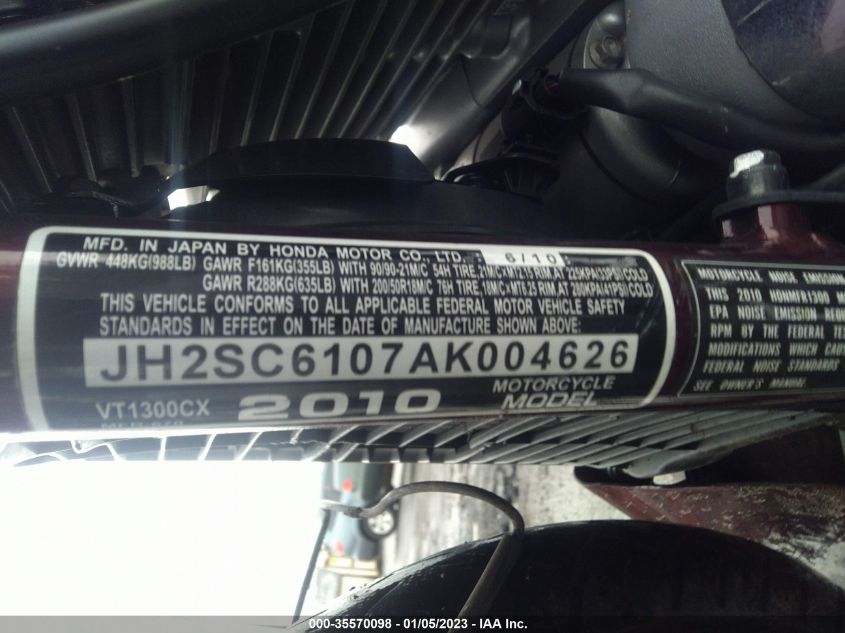 MFD. IN JAPAN BY HONDA MOTOR CO., LTD. 6/10
GVWR 448KG(988LB) GAWR F161KG(355LB) WITH 90/90-21M/C 54H TIRE, 21M/C×MT2.15 RIM, AT 225KPA(33PSI)COLD
GAWR R288KG(635LB) WITH 200/50R18M/C 76H TIRE, 18M/C×MT6.25 RIM, AT 280KPA(41PSI)COLD
THIS VEHICLE CONFORMS TO ALL APPLICABLE FEDERAL MOTOR VEHICLE SAFETY
STANDARDS IN EFFECT ON THE DATE OF MANUFACTURE SHOWN ABOVE:
JH2SC6107AK004626
VT1300CX 2010 MOTORCYCLE
MODEL
MOTORCYCLE NOISE EMISSION
THIS 2010 HONMFR1300
EPA NOISE EMISSION
RPM BY THE FEDERAL TES
MODIFICATIONS WHICH CAUS
FEDERAL NOISE STANDARDS
SEE OWNER'S MANUAL
000-35570098 - 01/05/2023 - IAA Inc.